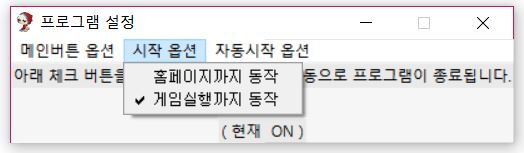 프로그램 설정
메인버튼 옵션 시작 옵션 자동시작 옵션
아래 체크 버튼을 동으로 프로그램이 종료됩니다.
홈페이지까지 동작
게임실행까지 동작
( 현재 ON )